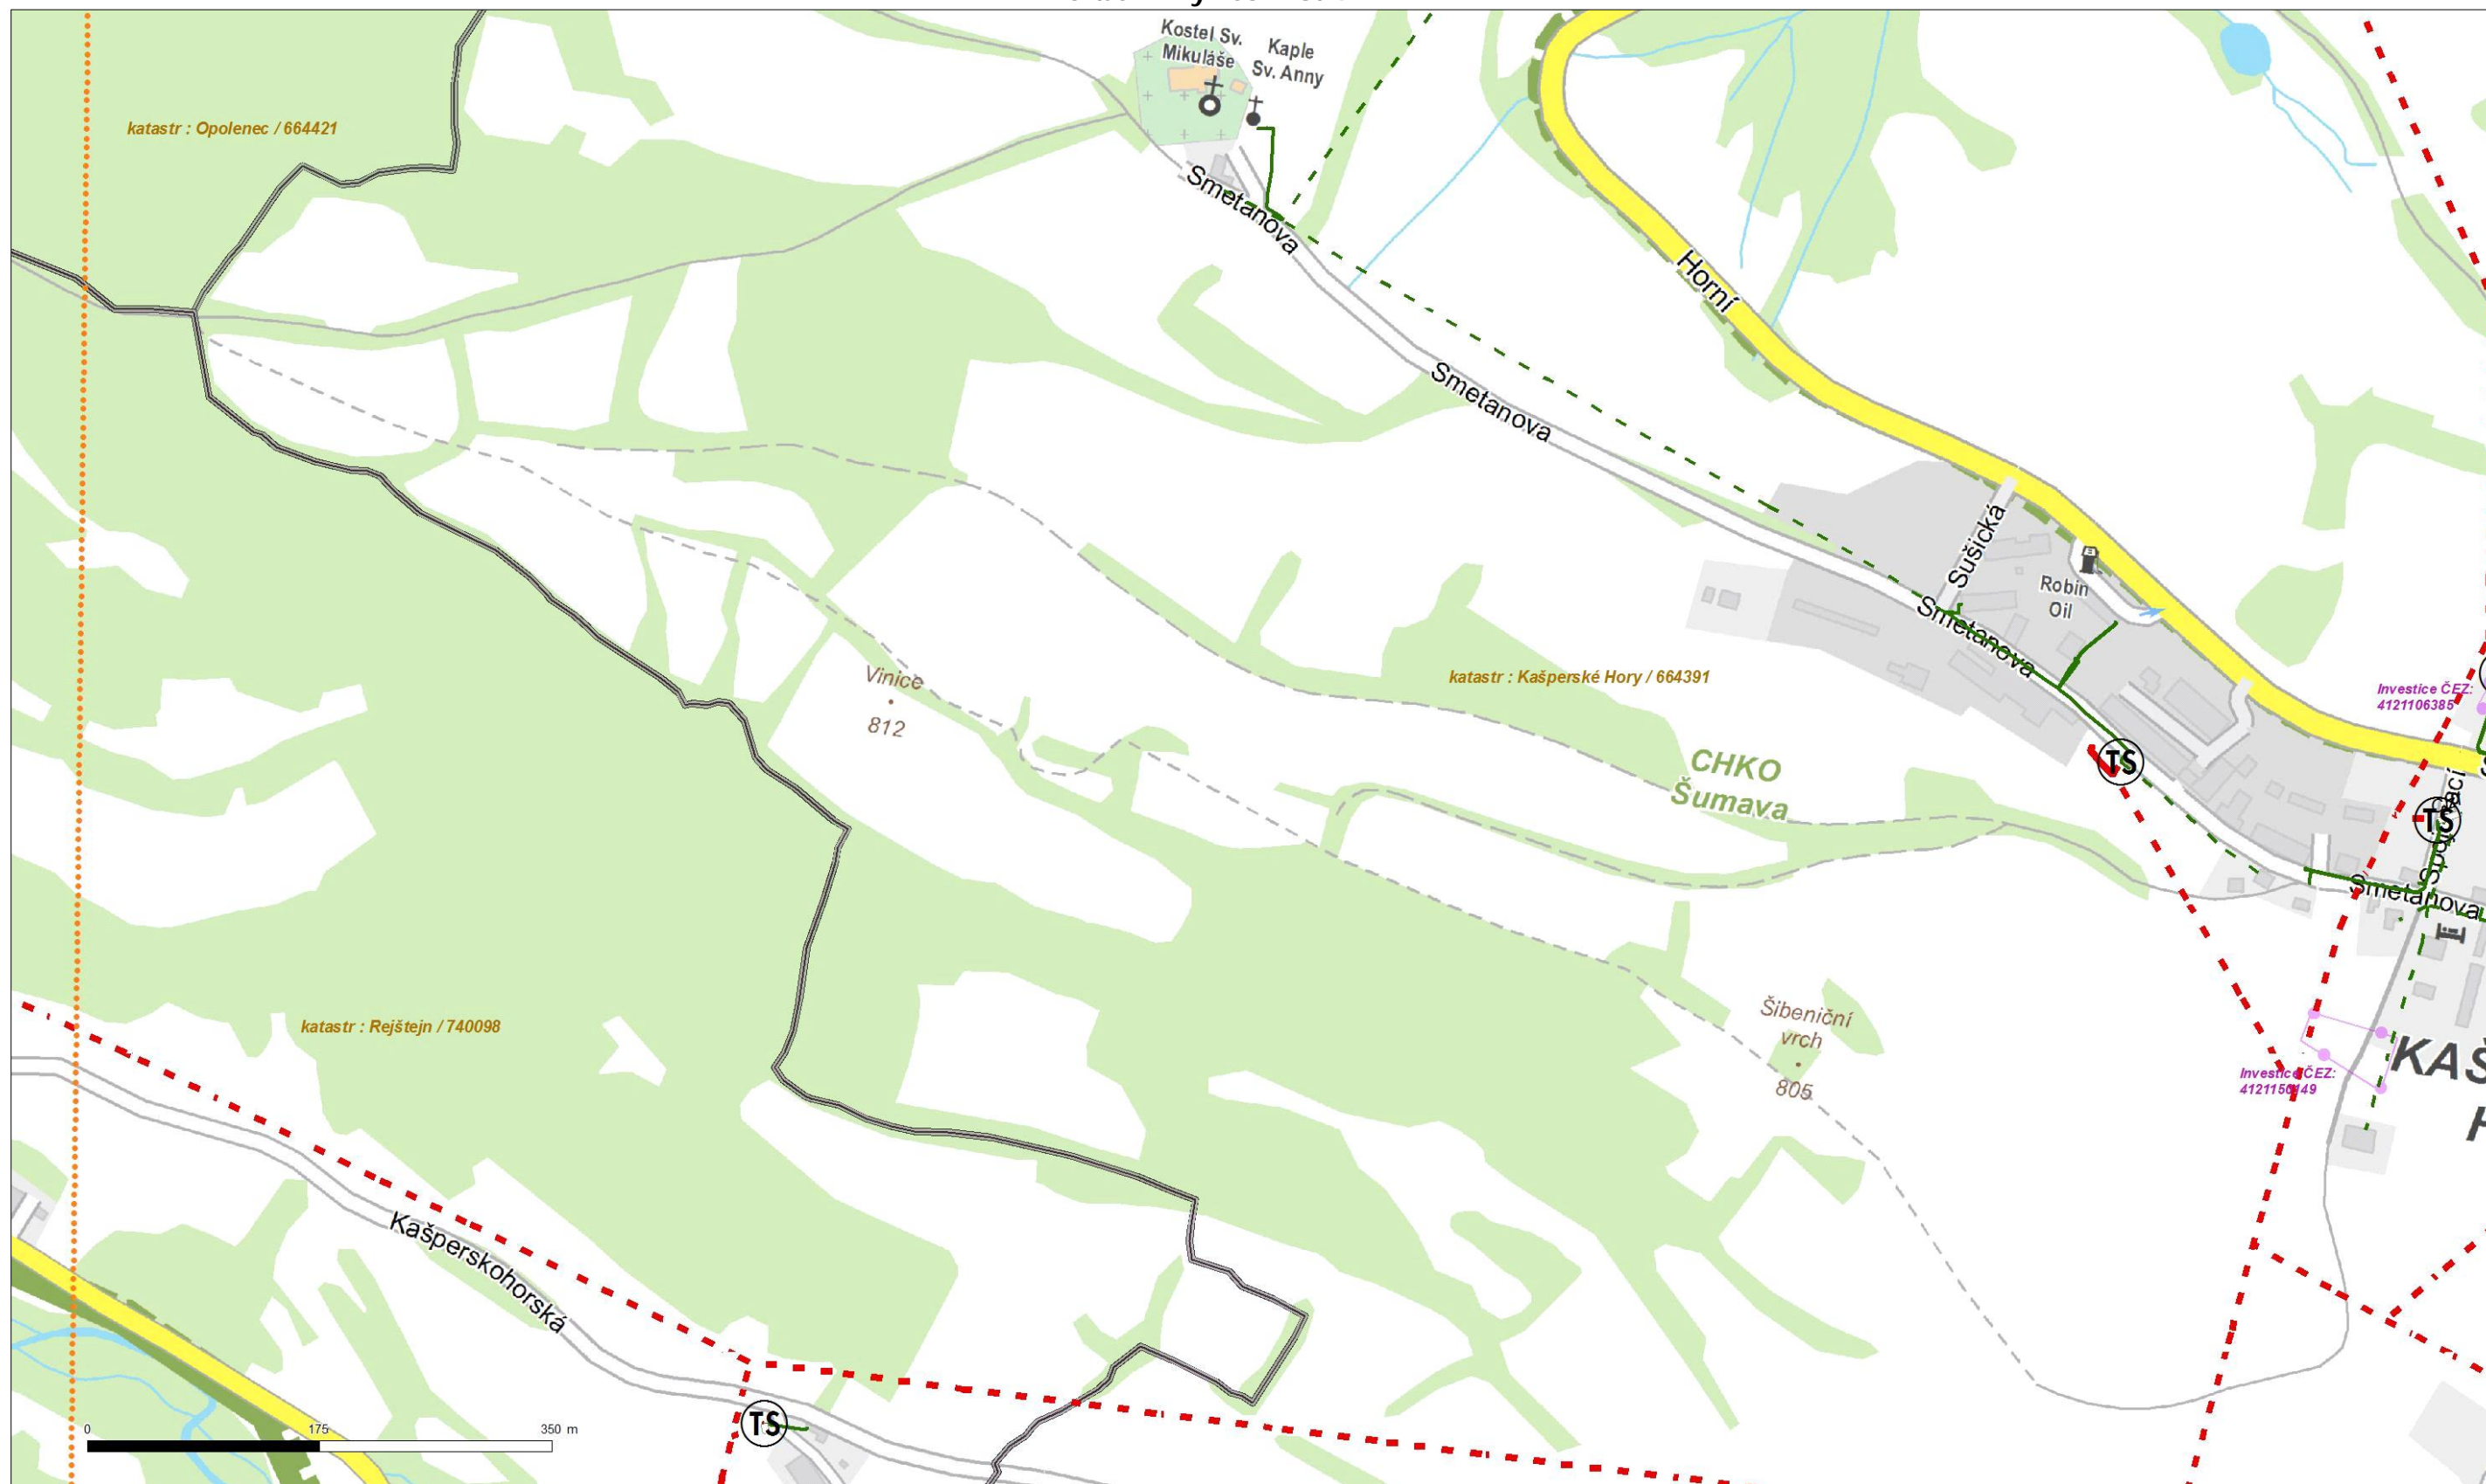 Kostel Sv.
Mikuláše
Kaple
Sv. Anny
katastr : Opolenec / 664421
Smetanova
Horní
Smetanova
Sušická
Robin
Oil
Smetanova
Vinice
812
katastr : Kašperské Hory / 664391
Investice ČEZ:
4121106385
CHKO
Šumava
TS
TS
Spojovací
Smetanova
katastr : Rejštejn / 740098
Šibeniční
vrch
805
KAŠ
Investice ČEZ:
H
Kašperskohorská
TS
0 175 350 m